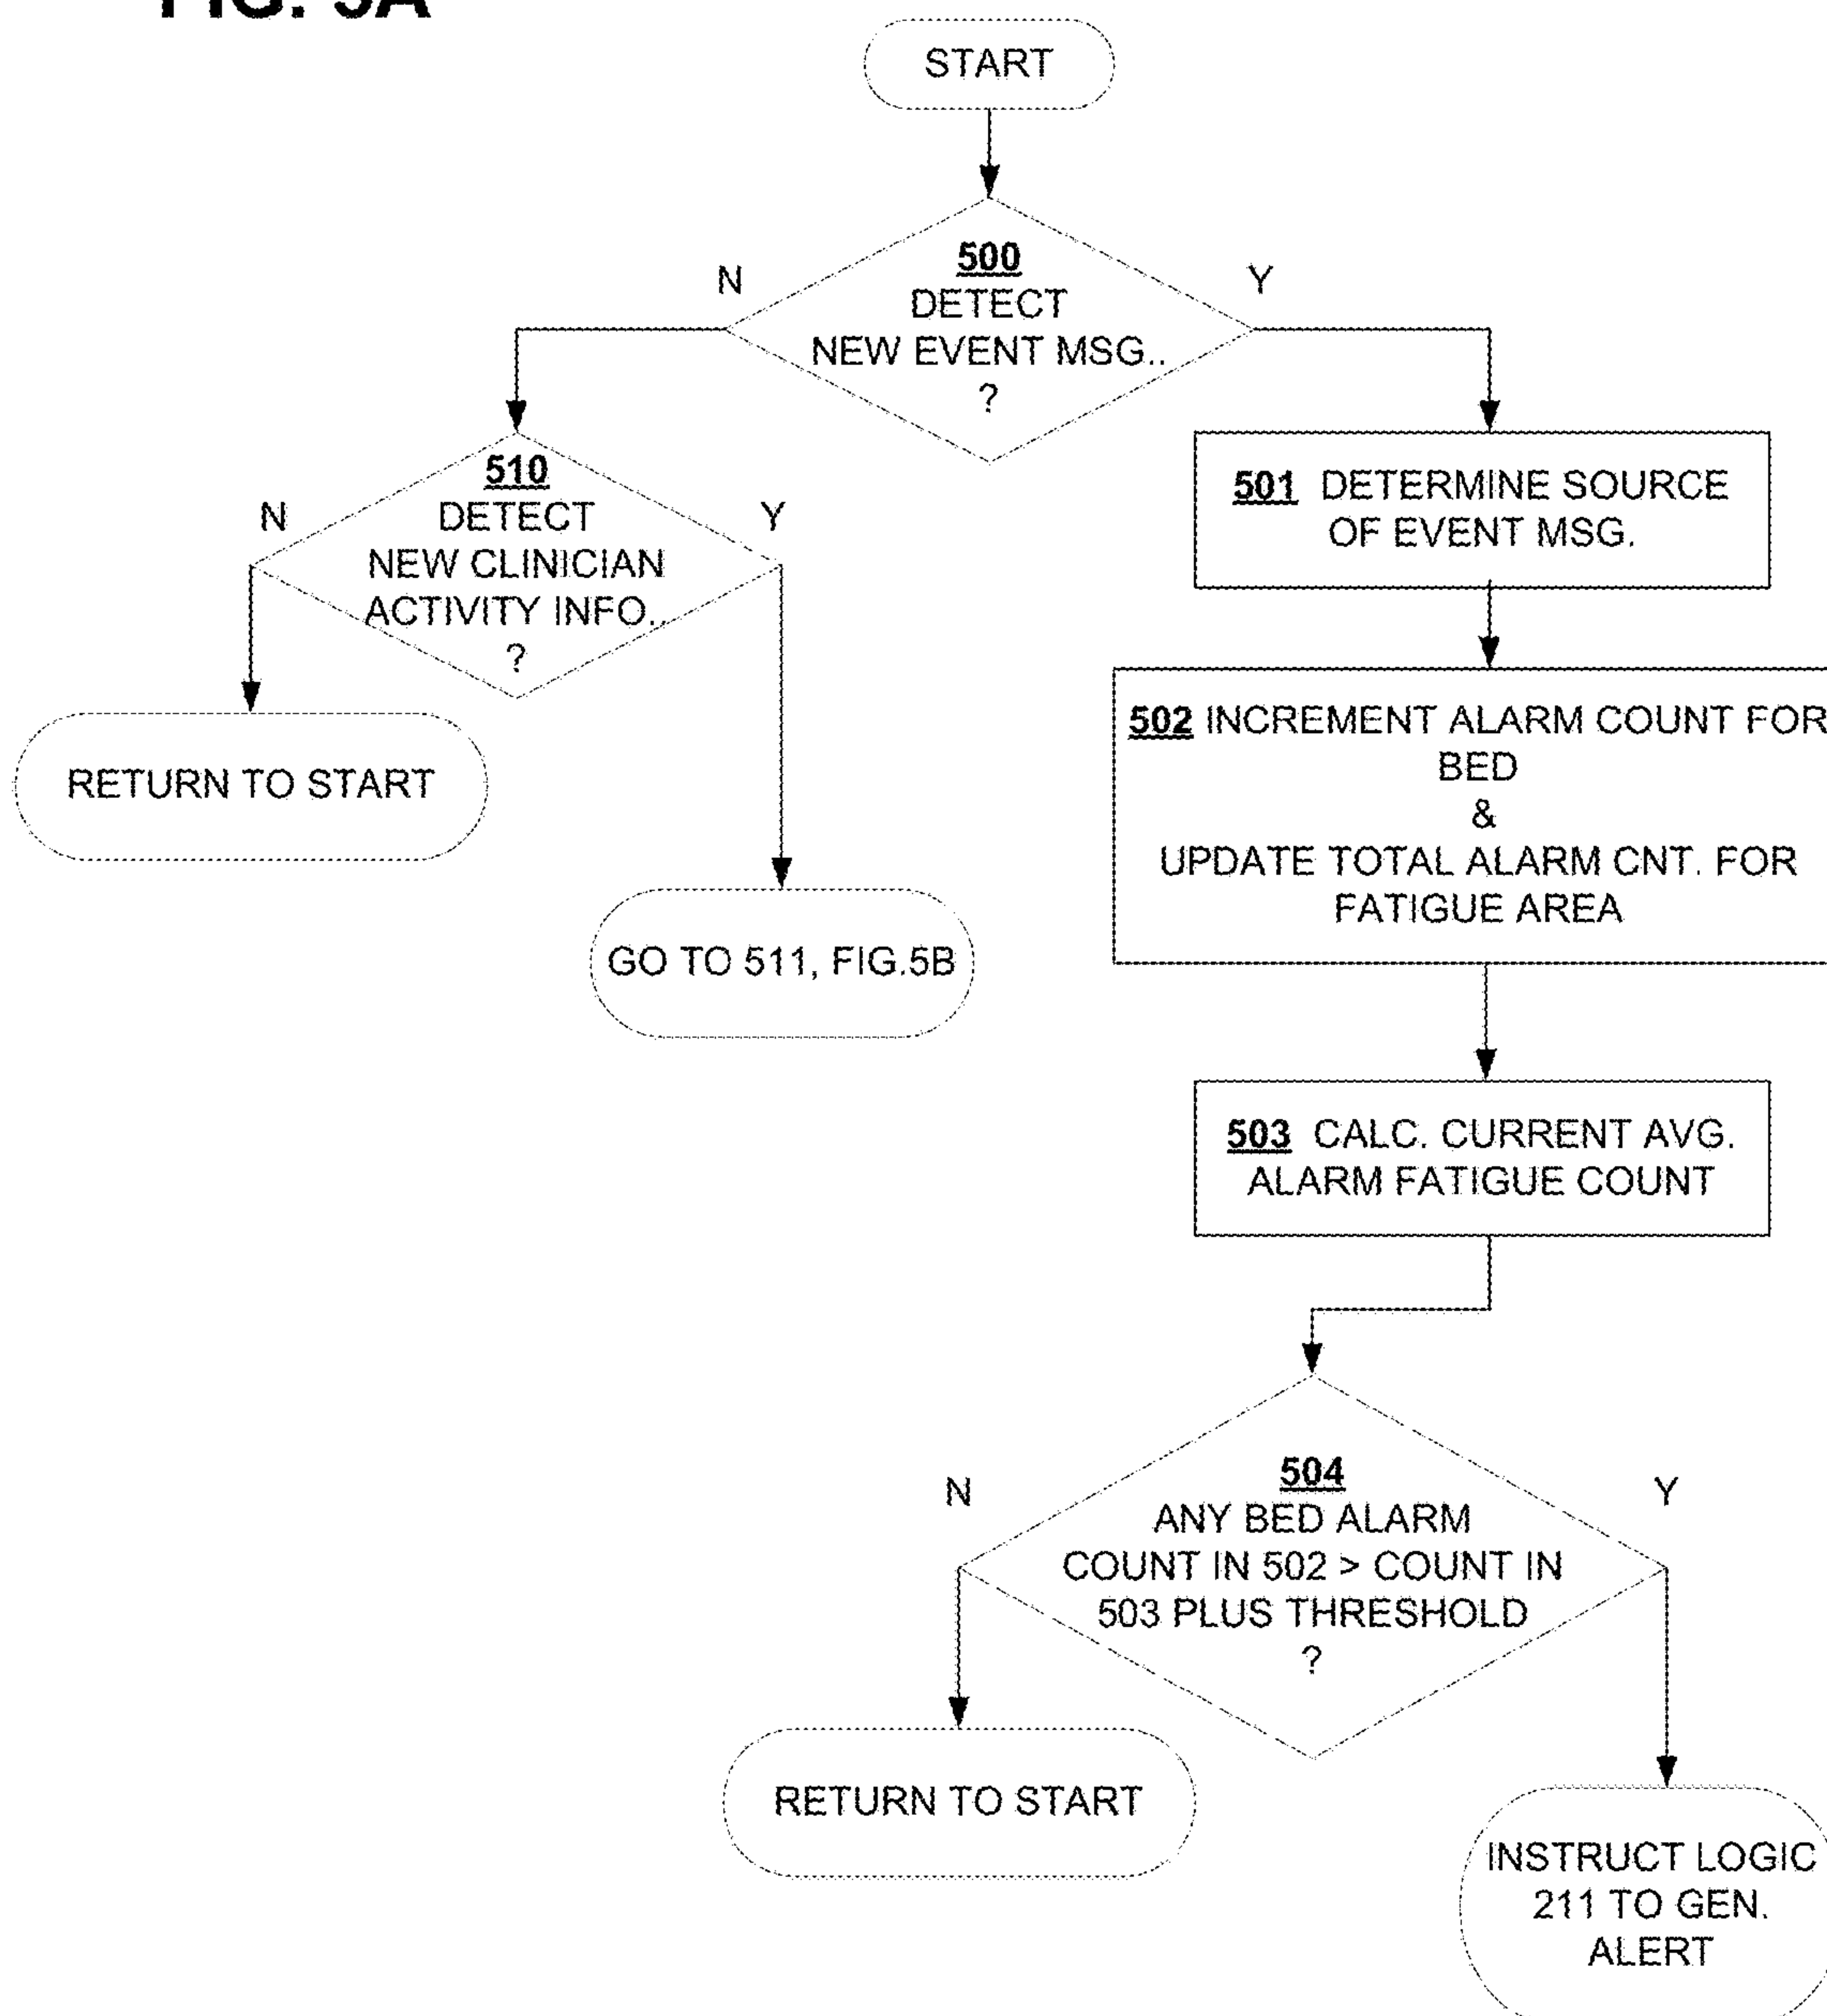 FIG. 5A
START
500
DETECT
NEW EVENT MSG..
?
N
Y
510
DETECT
NEW CLINICIAN
ACTIVITY INFO..
?
N
Y
501 DETERMINE SOURCE
OF EVENT MSG.
RETURN TO START
502 INCREMENT ALARM COUNT FOR
BED
&
UPDATE TOTAL ALARM CNT. FOR
FATIGUE AREA
GO TO 511, FIG.5B
503 CALC. CURRENT AVG.
ALARM FATIGUE COUNT
504
ANY BED ALARM
COUNT IN 502 > COUNT IN
503 PLUS THRESHOLD
?
N
Y
RETURN TO START
INSTRUCT LOGIC
211 TO GEN.
ALERT